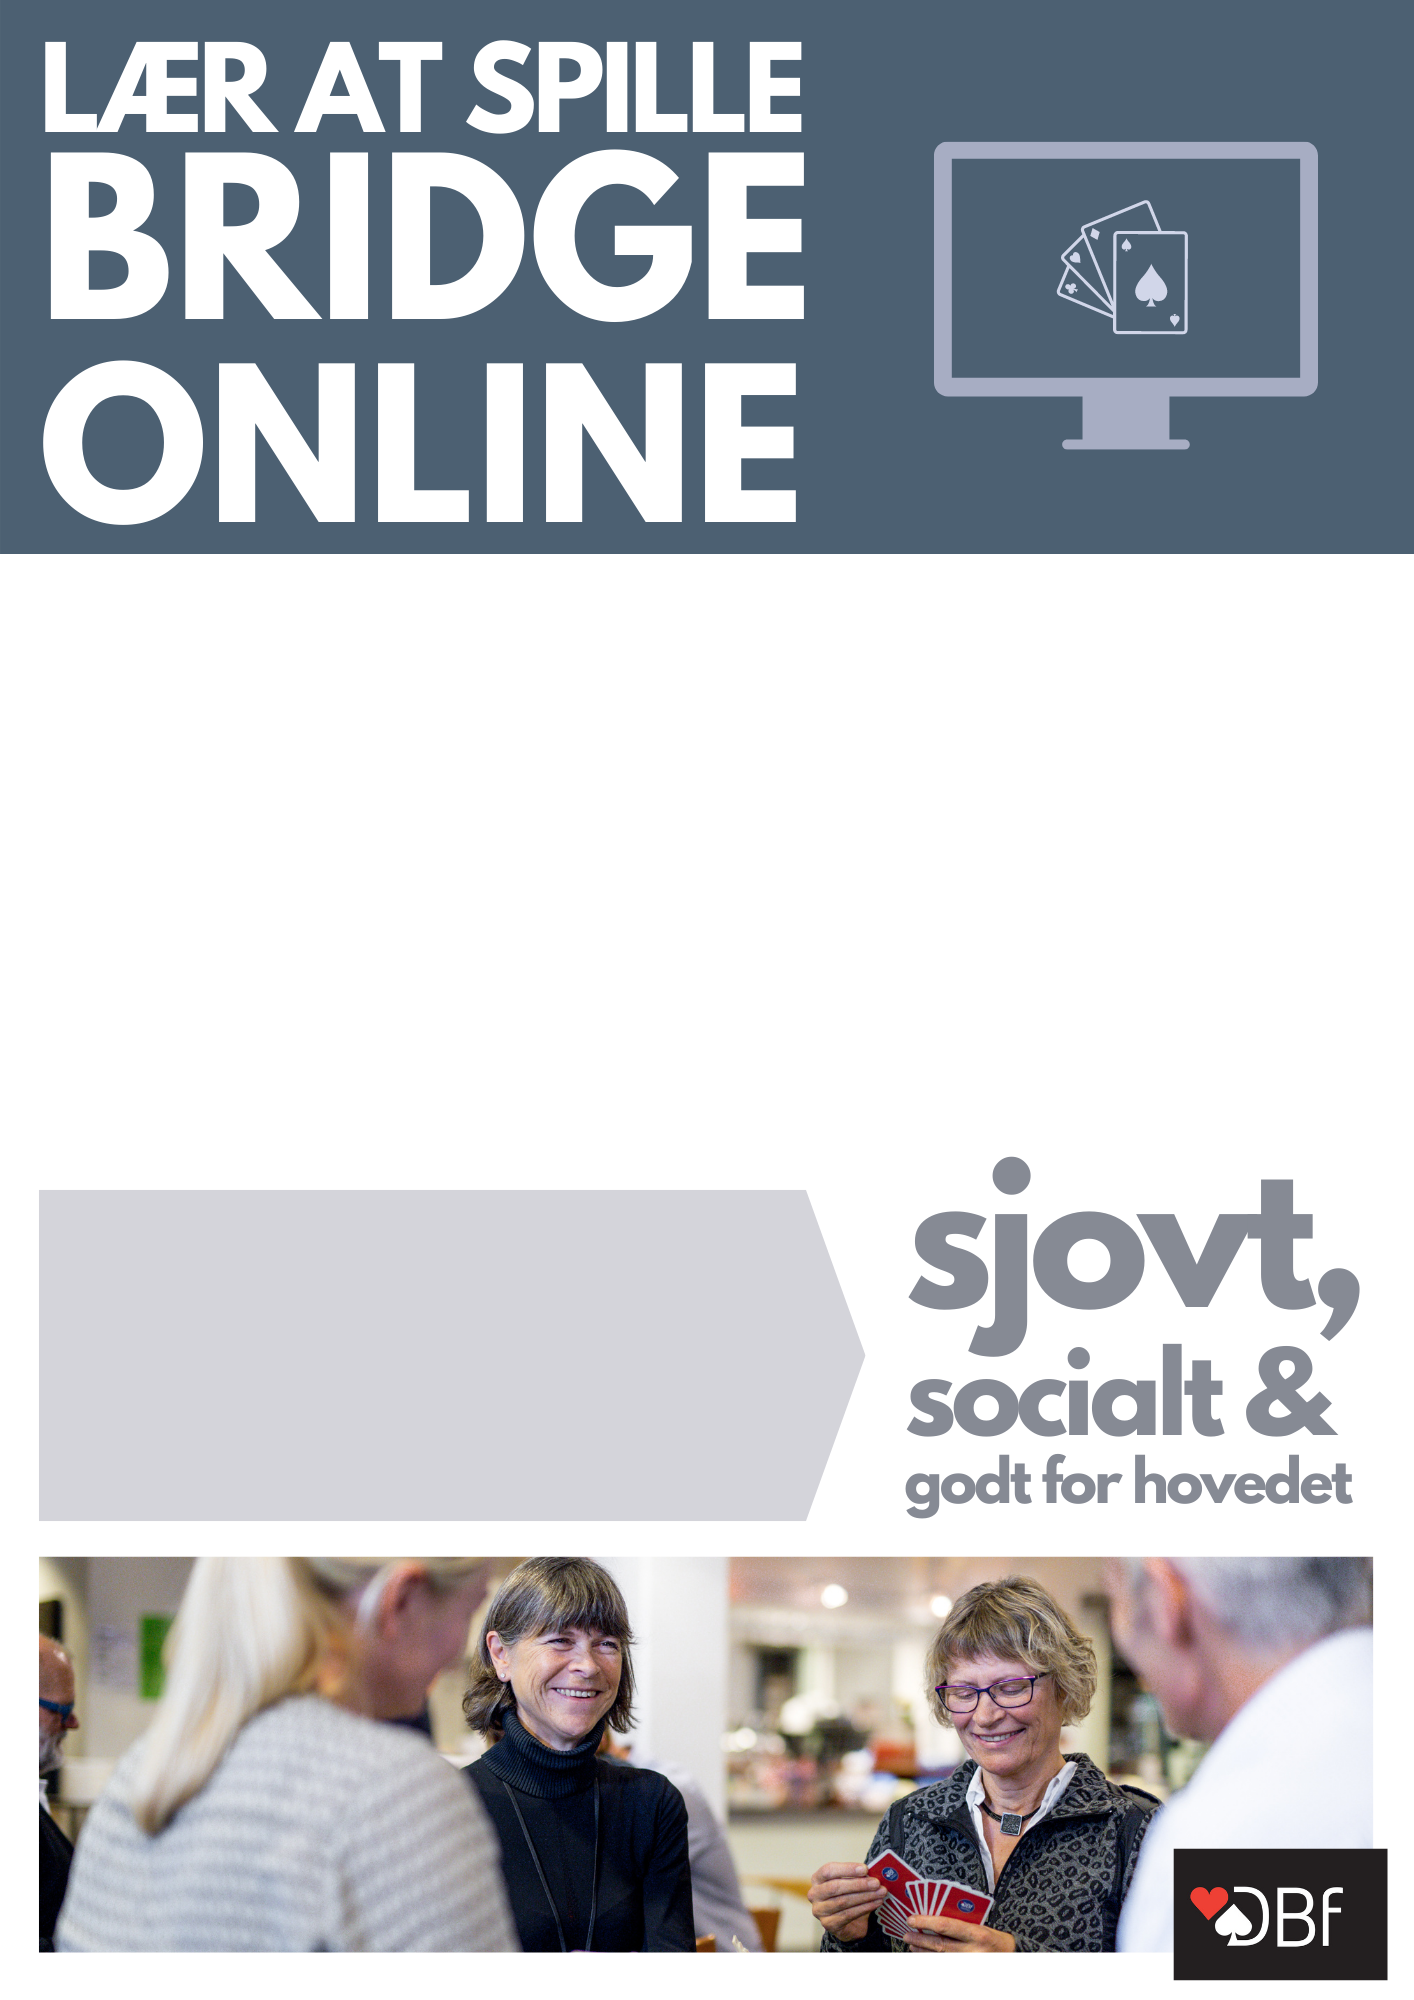 LÆR AT SPILLE
BRIDGE
ONLINE
sjovt,
socialt &
godt for hovedet
DBf